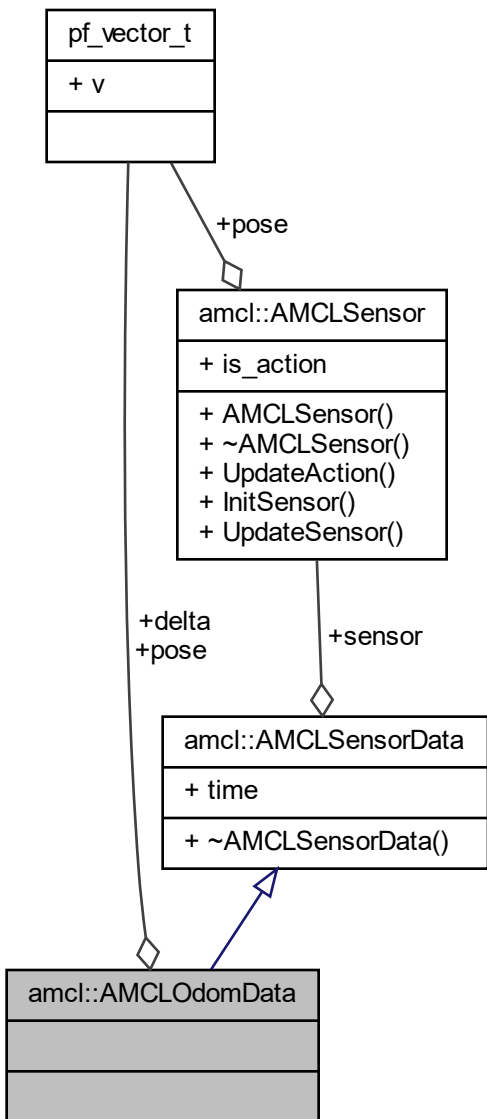 pf_vector_t
+ v
+pose
amcl::AMCLSensor
+ is_action
+ AMCLSensor()
+ ~AMCLSensor()
+ UpdateAction()
+ InitSensor()
+ UpdateSensor()
+delta
+pose
+sensor
amcl::AMCLSensorData
+ time
+ ~AMCLSensorData()
amcl::AMCLOdomData